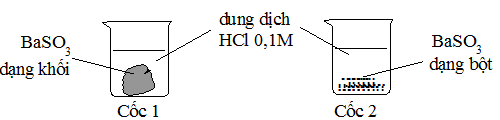 BaSO3
dạng khối
dung dịch
HCl 0,1M
BaSO3
dạng bột
Cốc 1
Cốc 2